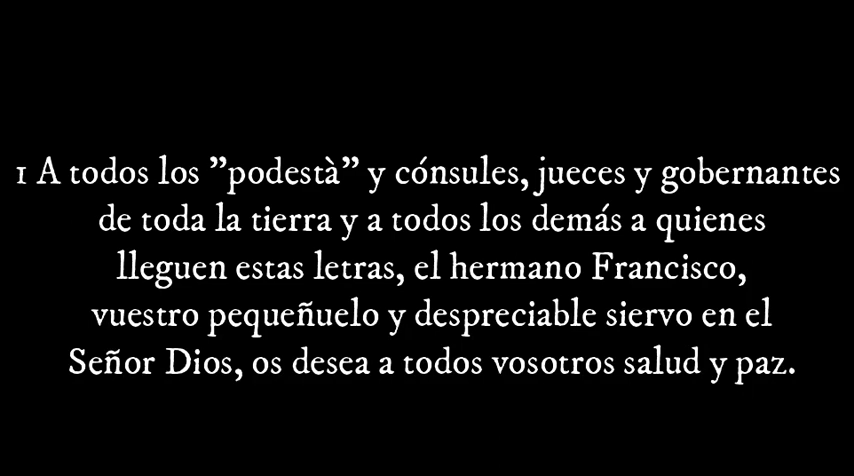 1 A todos los ”podestà” y cónsules, jueces y gobernantes
de toda la tierra y a todos los demás a quienes
lleguen estas letras, el hermano Francisco,
vuestro pequeñuelo y despreciable siervo en el
Señor Dios, os desea a todos vosotros salud y paz.